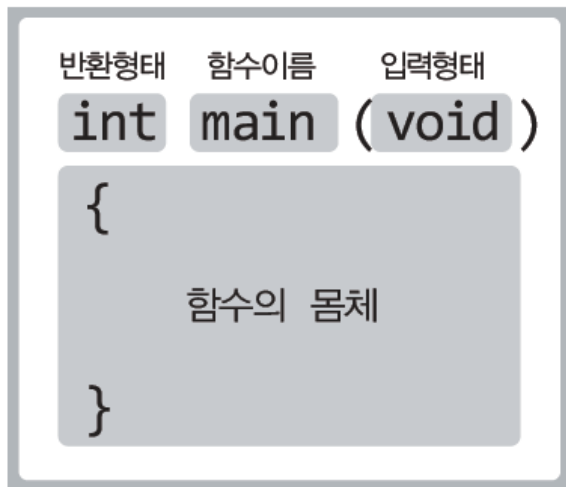 반환형태 함수이름 입력형태
int main (void)
{
함수의 몸체
}